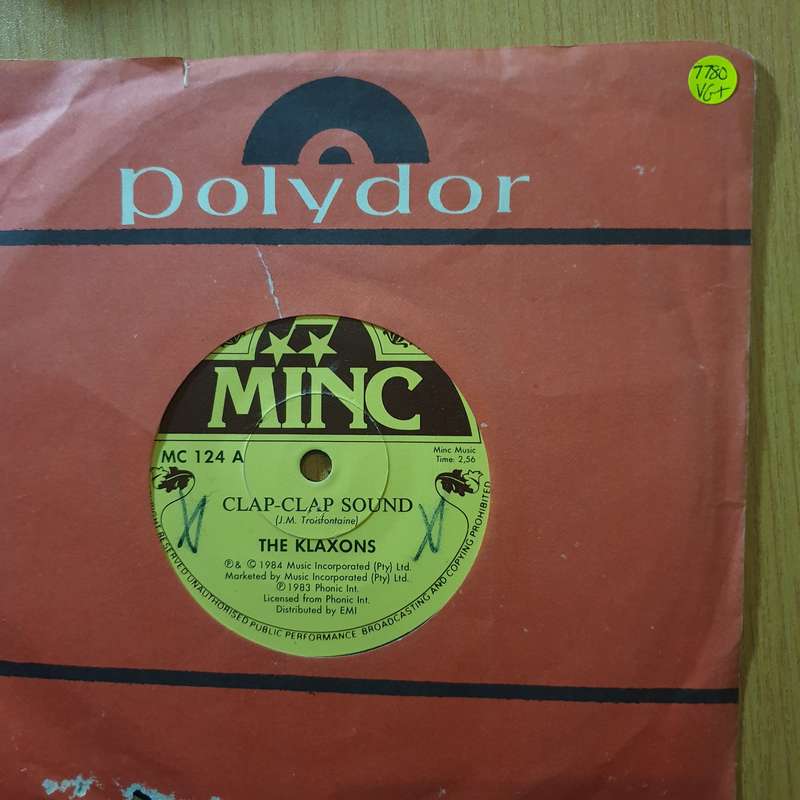 7780
VG+
polydor
MINC
MC 124 A
Minc Music
Time: 2,56
CLAP-CLAP SOUND
(J.M. Troisfontaine)
THE KLAXONS
℗ & © 1984 Music Incorporated (Pty) Ltd.
Marketed by Music Incorporated (Pty) Ltd.
℗ 1983 Phonic Int.
Licensed from Phonic Int.
Distributed by EMI
RESERVED UNAUTHORISED PUBLIC PERFORMANCE BROADCASTING AND COPYING PROHIBITED